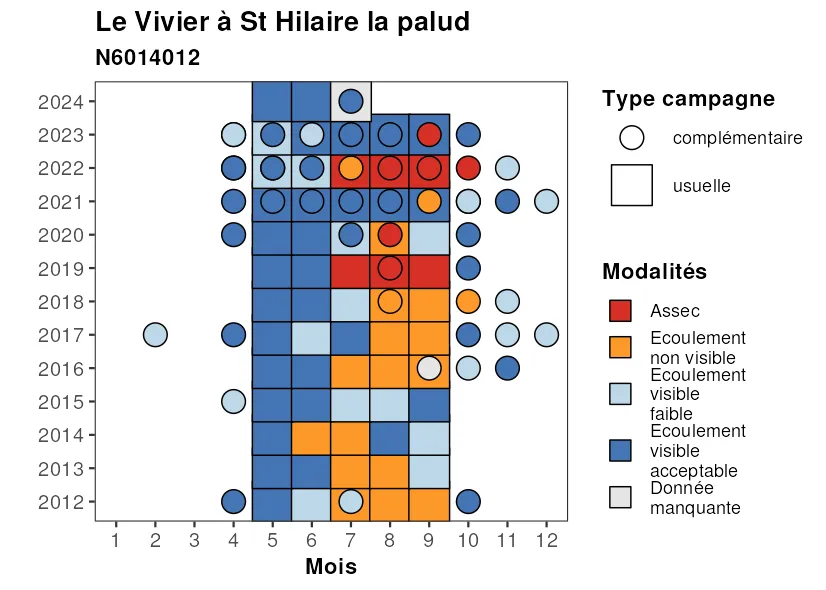 Le Vivier à St Hilaire la palud
N6014012
2024
2023
2022
2021
2020
2019
2018
2017
2016
2015
2014
2013
2012
1 2 3 4 5 6 7 8 9 10 11 12
Mois
Type campagne
complémentaire
usuelle
Modalités
Assec
Ecoulement
non visible
Ecoulement
visible
faible
Ecoulement
visible
acceptable
Donnée
manquante